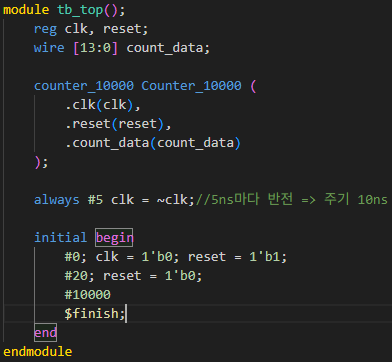 module tb_top();
    reg clk, reset;
    wire [13:0] count_data;

    counter_10000 Counter_10000 (
        .clk(clk),
        .reset(reset),
        .count_data(count_data)
    );

    always #5 clk = ~clk;//5ns마다 반전 => 주기 10ns

    initial begin
        #0; clk = 1'b0; reset = 1'b1;
        #20; reset = 1'b0;
        #10000
        $finish;
    end
endmodule